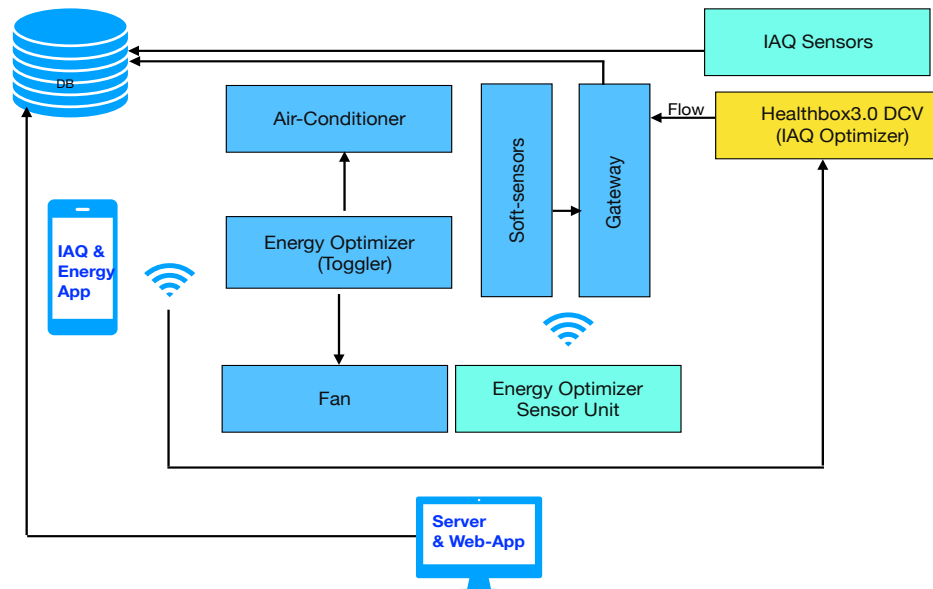 DB
IAQ Sensors
Air-Conditioner
Soft-sensors
Gateway
Flow
Healthbox3.0 DCV
(IAQ Optimizer)
IAQ &
Energy
App
Energy Optimizer
(Toggler)
Fan
Energy Optimizer
Sensor Unit
Server
& Web-App